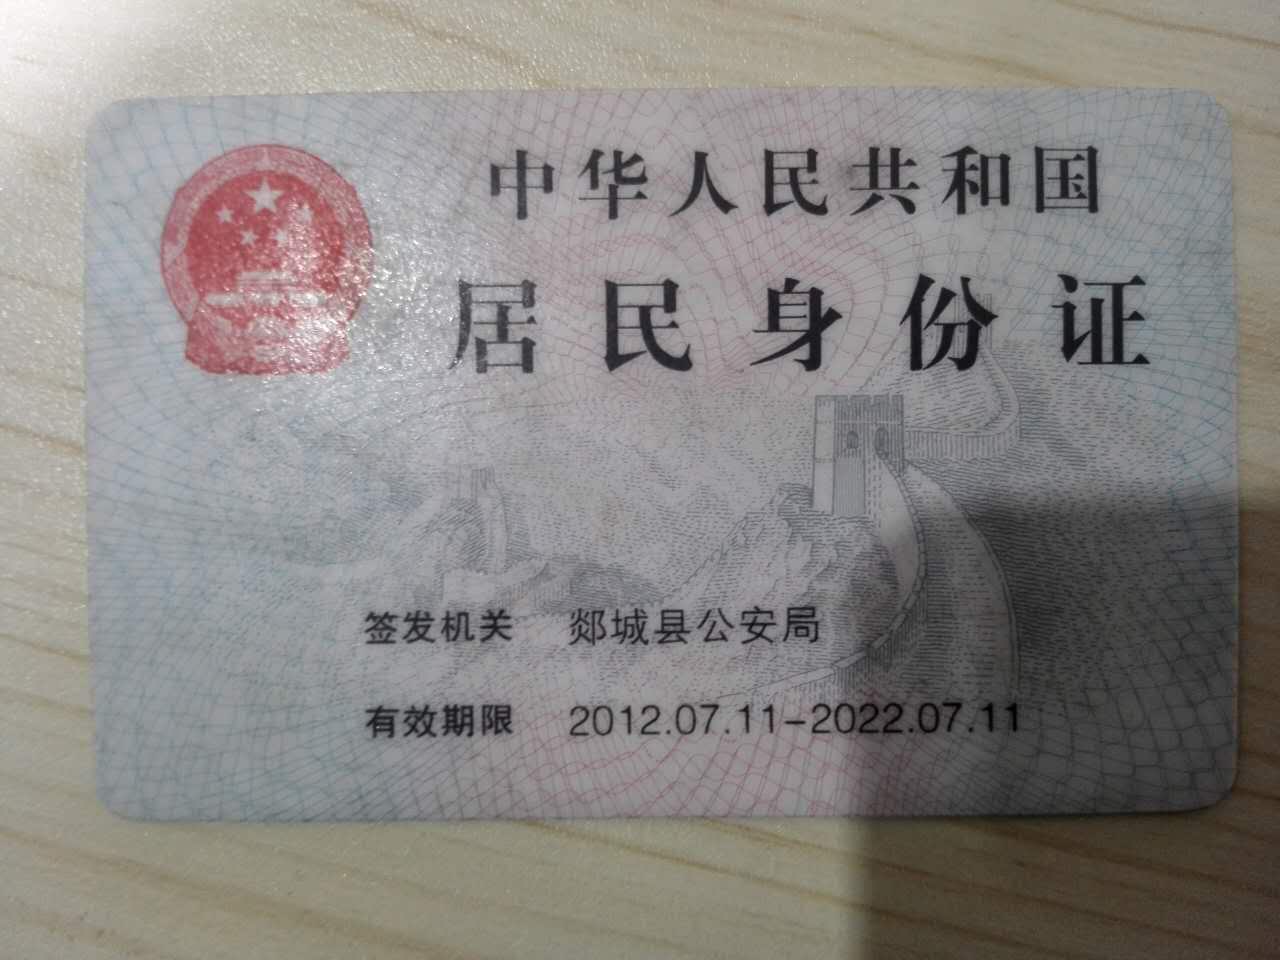 中华人民共和国
居民身份证
签发机关 郯城县公安局
有效期限 2012.07.11-2022.07.11